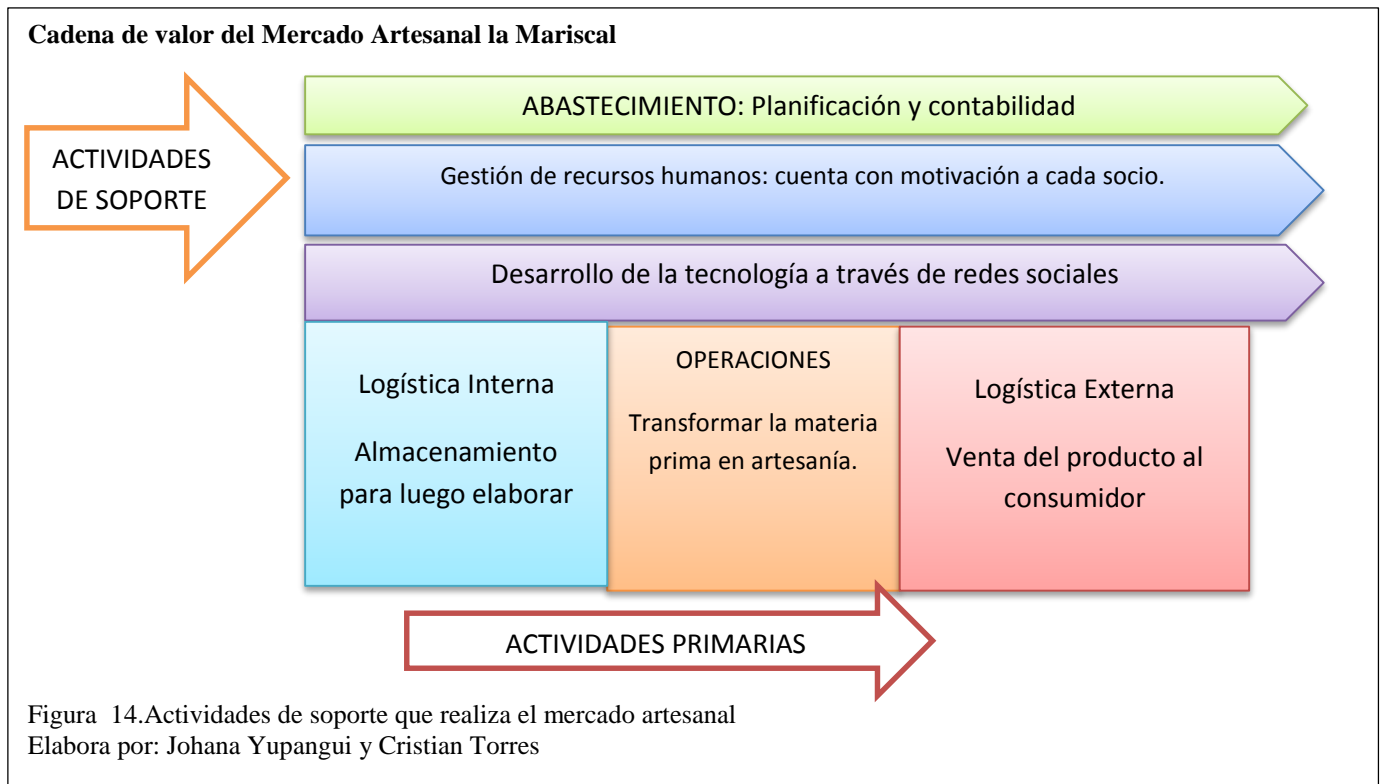 Cadena de valor del Mercado Artesanal la Mariscal
ABASTECIMIENTO: Planificación y contabilidad
ACTIVIDADES
DE SOPORTE
Gestión de recursos humanos: cuenta con motivación a cada socio.
Desarrollo de la tecnología a través de redes sociales
Logística Interna
Almacenamiento
para luego elaborar
OPERACIONES
Transformar la materia
prima en artesanía.
Logística Externa
Venta del producto al
consumidor
ACTIVIDADES PRIMARIAS
Figura  14.Actividades de soporte que realiza el mercado artesanal
Elabora por: Johana Yupangui y Cristian Torres